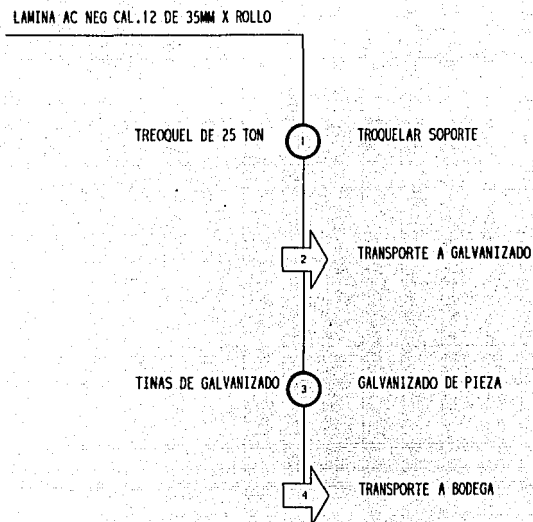 LAMINA AC NEG CAL.12 DE 35MM X ROLLO
TREOQUEL DE 25 TON 1 TROQUELAR SOPORTE
2 TRANSPORTE A GALVANIZADO
TINAS DE GALVANIZADO 3 GALVANIZADO DE PIEZA
4 TRANSPORTE A BODEGA